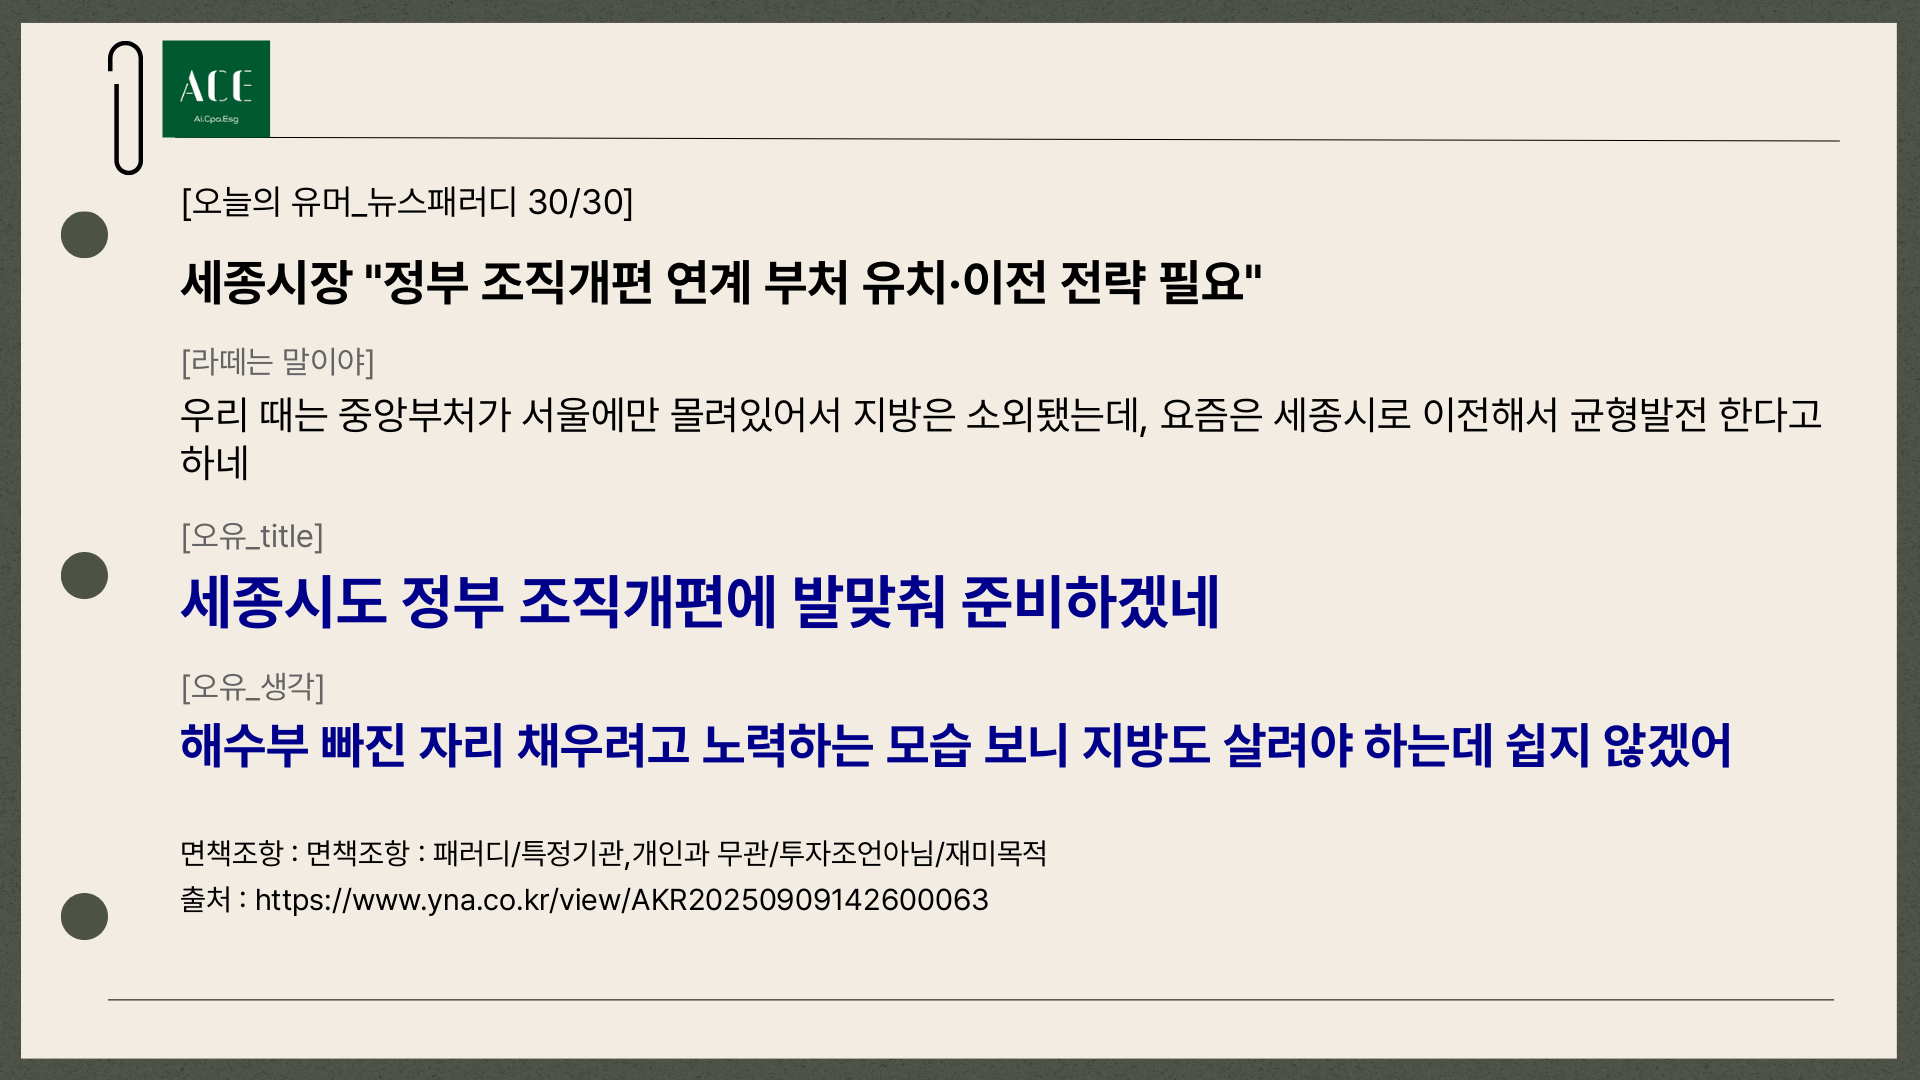 ACE
Ai.Cpa.Esg
[오늘의 유머_뉴스패러디 30/30]
세종시장 "정부 조직개편 연계 부처 유치·이전 전략 필요"
[라떼는 말이야]
우리 때는 중앙부처가 서울에만 몰려있어서 지방은 소외됐는데, 요즘은 세종시로 이전해서 균형발전 한다고
하네
[오유_title]
세종시도 정부 조직개편에 발맞춰 준비하겠네
[오유_생각]
해수부 빠진 자리 채우려고 노력하는 모습 보니 지방도 살려야 하는데 쉽지 않겠어
면책조항 : 면책조항 : 패러디/특정기관,개인과 무관/투자조언아님/재미목적
출처 : https://www.yna.co.kr/view/AKR20250909142600063